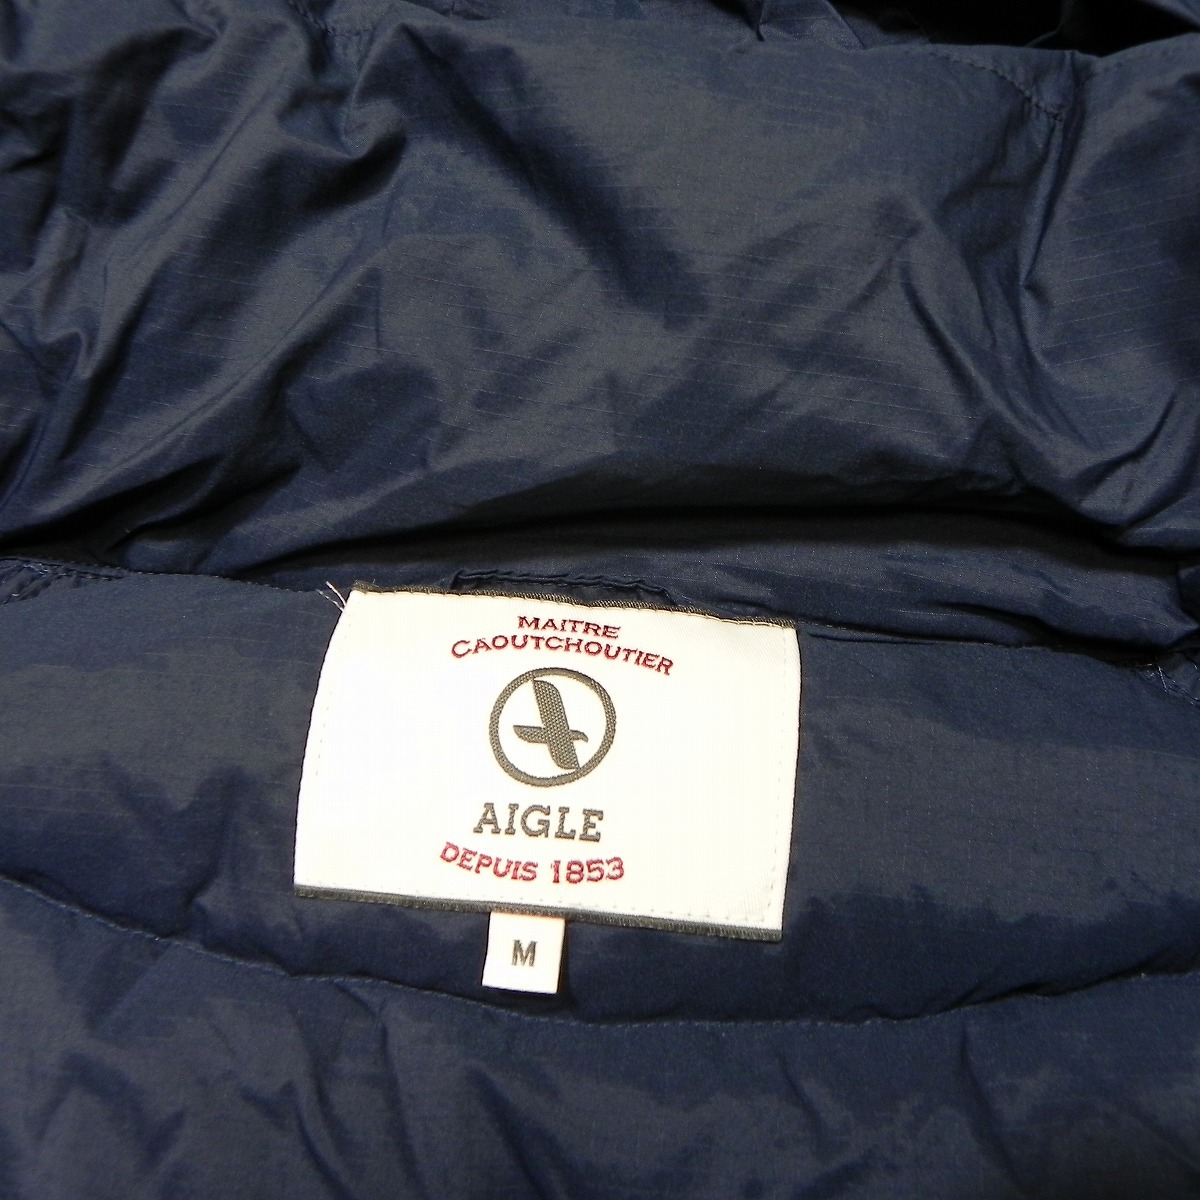 MAITRE
CAOUTCHOUTIER
AIGLE
DEPUIS 1853
M